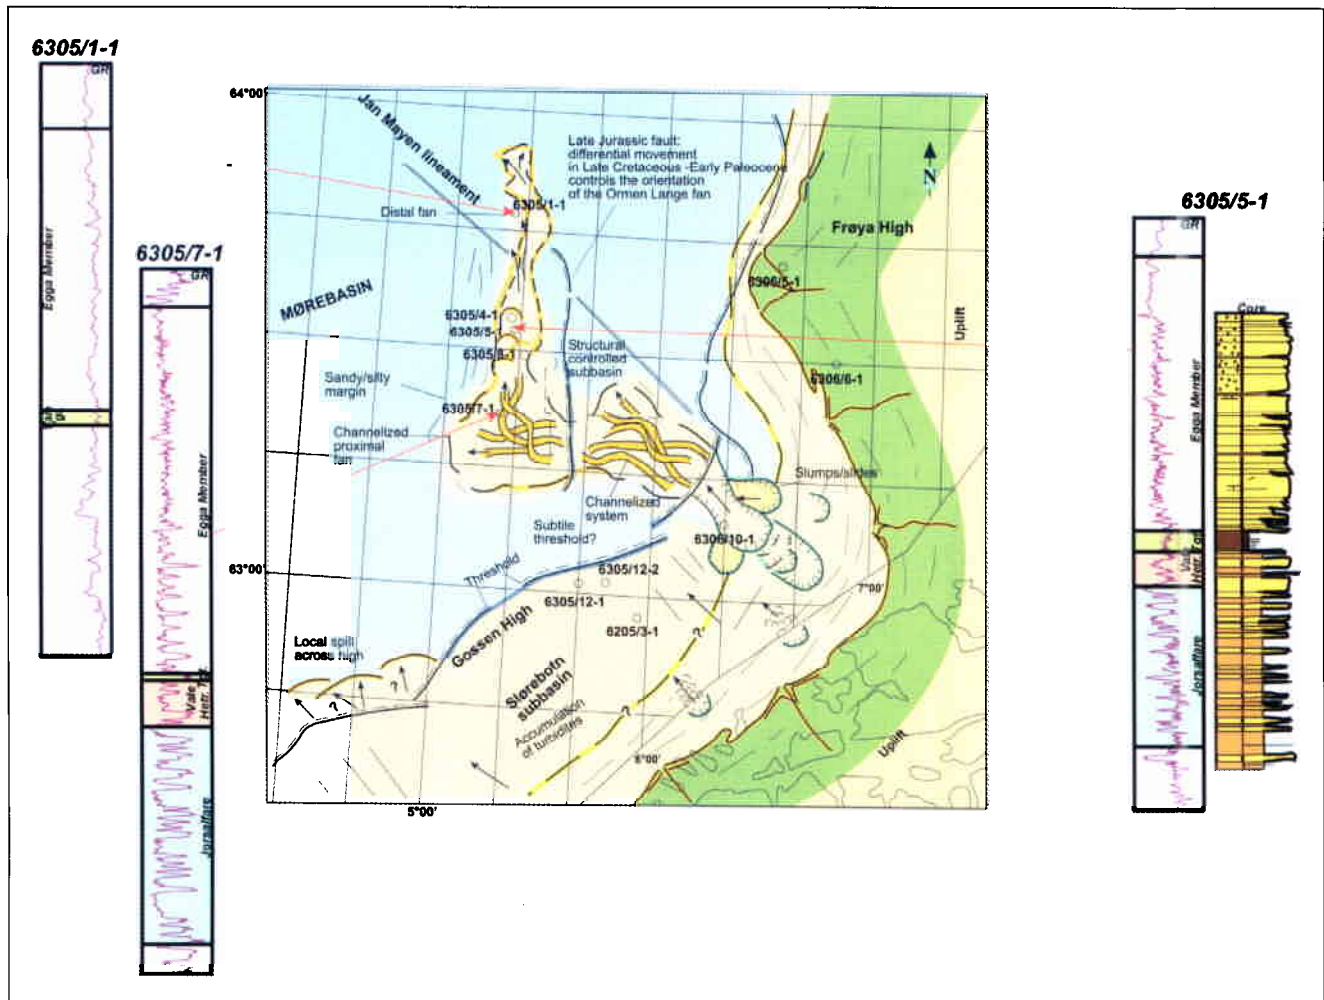 6305/1-1
GR
Egga Member
6305/7-1
GR
Egga Member
Vale
Hetr.
Tgt.
Jorsalfare
64°00'
63°00'
5°00'
Jan Mayen lineament
Late Jurassic fault:
differential movement
in Late Cretaceous -Early Paleocene
controls the orientation
of the Ormen Lange fan
N
Distal fan
6305/1-1
Frøya High
6306/5-1
MØREBASIN
6305/4-1
6305/5-
6305/8-1
Structural
controlled
subbasin
Uplift
6306/6-1
Sandy/silty
margin
6305/7-1
Channelized
proximal
fan
Slumps/slides
Channelized
system
Subtile
threshold?
6306/10-1
Threshold
6305/12-2
6305/12-1
6205/3-1
7°00'
Local spill
across high
Gossen High
?
?
?
?
Slørebotn
subbasin
Accumulation
of turbidites
6°00'
Uplift
6305/5-1
GR
Egga Member
Vale
Hetr.
Jorsalfare
Core